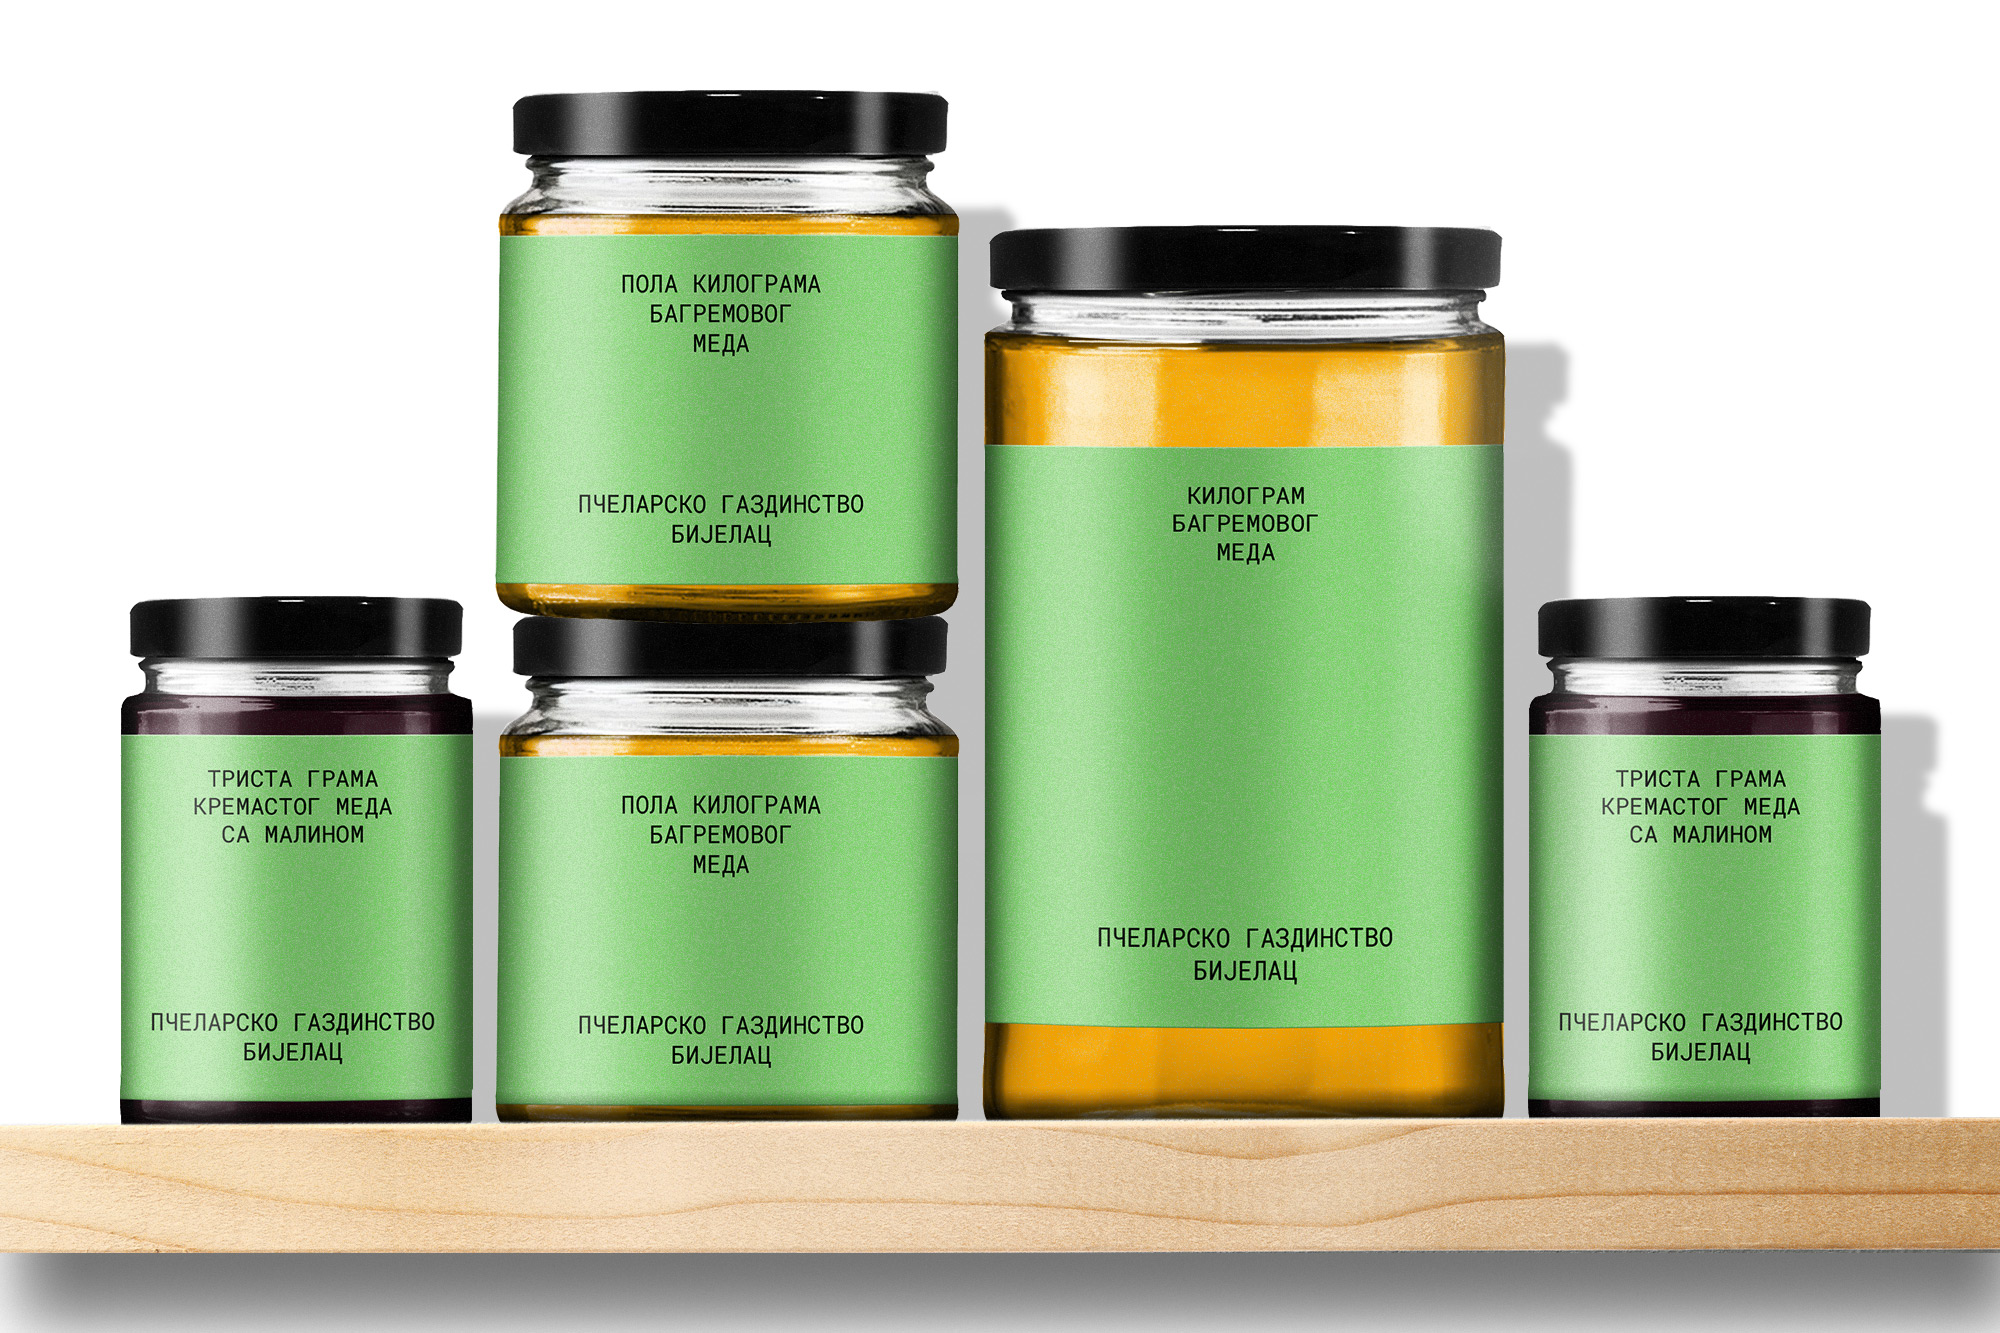 ПОЛА КИЛОГРАМА
БАГРЕМОВОГ
МЕДА
ПЧЕЛАРСКО ГАЗДИНСТВО
БИЈЕЛАЦ
КИЛОГРАМ
БАГРЕМОВОГ
МЕДА
ПЧЕЛАРСКО ГАЗДИНСТВО
БИЈЕЛАЦ
ТРИСТА ГРАМА
КРЕМАСТОГ МЕДА
СА МАЛИНОМ
ПЧЕЛАРСКО ГАЗДИНСТВО
БИЈЕЛАЦ
ПОЛА КИЛОГРАМА
БАГРЕМОВОГ
МЕДА
ПЧЕЛАРСКО ГАЗДИНСТВО
БИЈЕЛАЦ
ТРИСТА ГРАМА
КРЕМАСТОГ МЕДА
СА МАЛИНОМ
ПЧЕЛАРСКО ГАЗДИНСТВО
БИЈЕЛАЦ